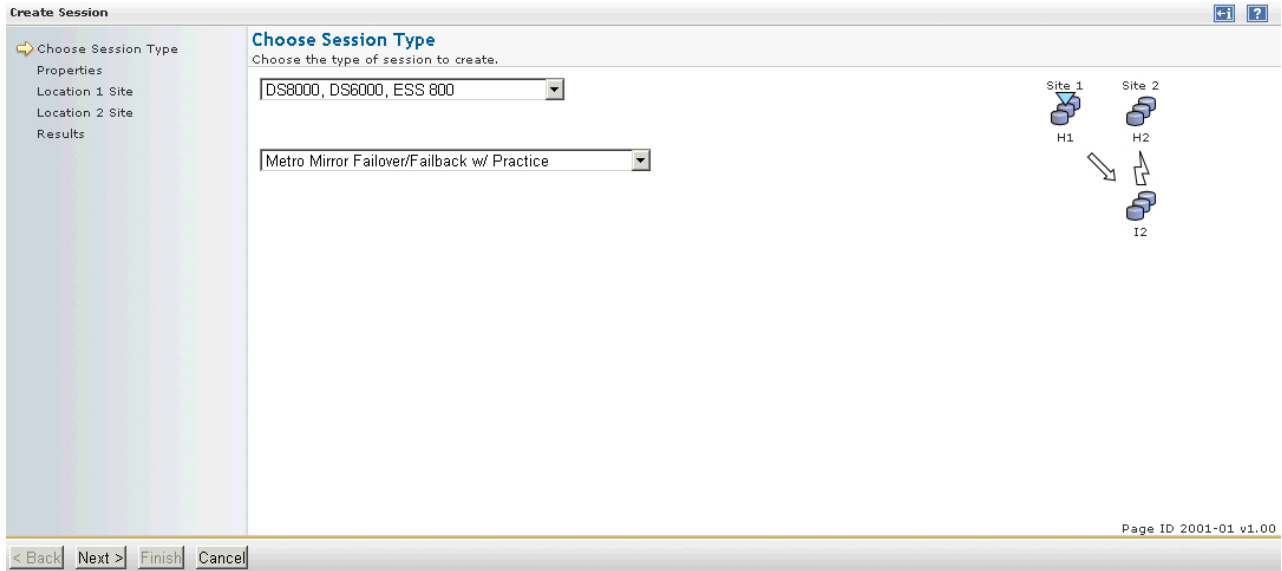 Create Session
?
Choose Session Type
Properties
Location 1 Site
Location 2 Site
Results
Choose Session Type
Choose the type of session to create.
DS8000, DS6000, ESS 800
Metro Mirror Failover/Failback w/ Practice
Site 1 Site 2
H1 H2
I2
Page ID 2001-01 v1.00
< Back Next > Finish Cancel